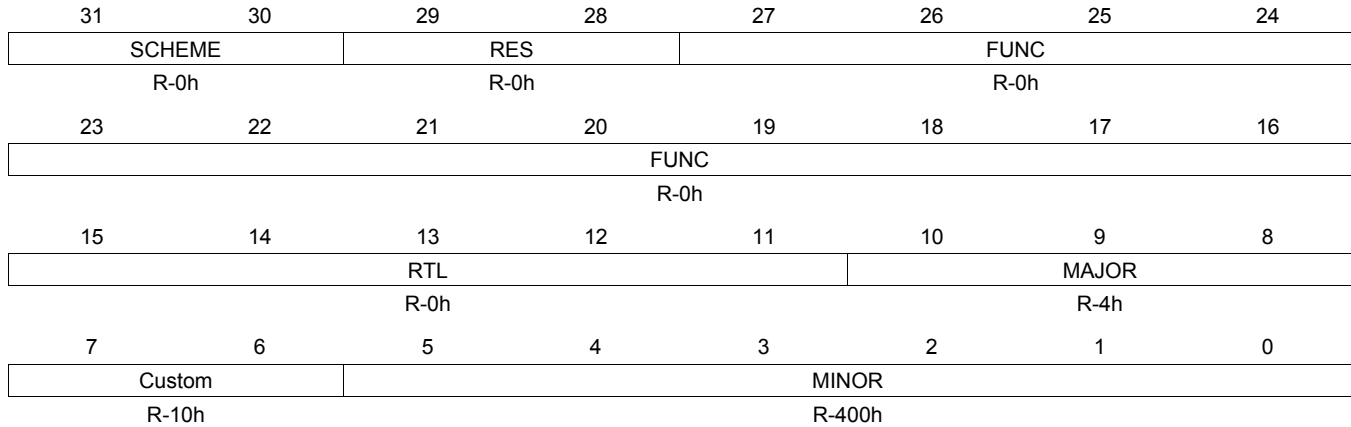 31 30 29 28 27 26 25 24
SCHEME RES FUNC
R-0h R-0h R-0h
23 22 21 20 19 18 17 16
FUNC
R-0h
15 14 13 12 11 10 9 8
RTL MAJOR
R-0h R-4h
7 6 5 4 3 2 1 0
Custom MINOR
R-10h R-400h